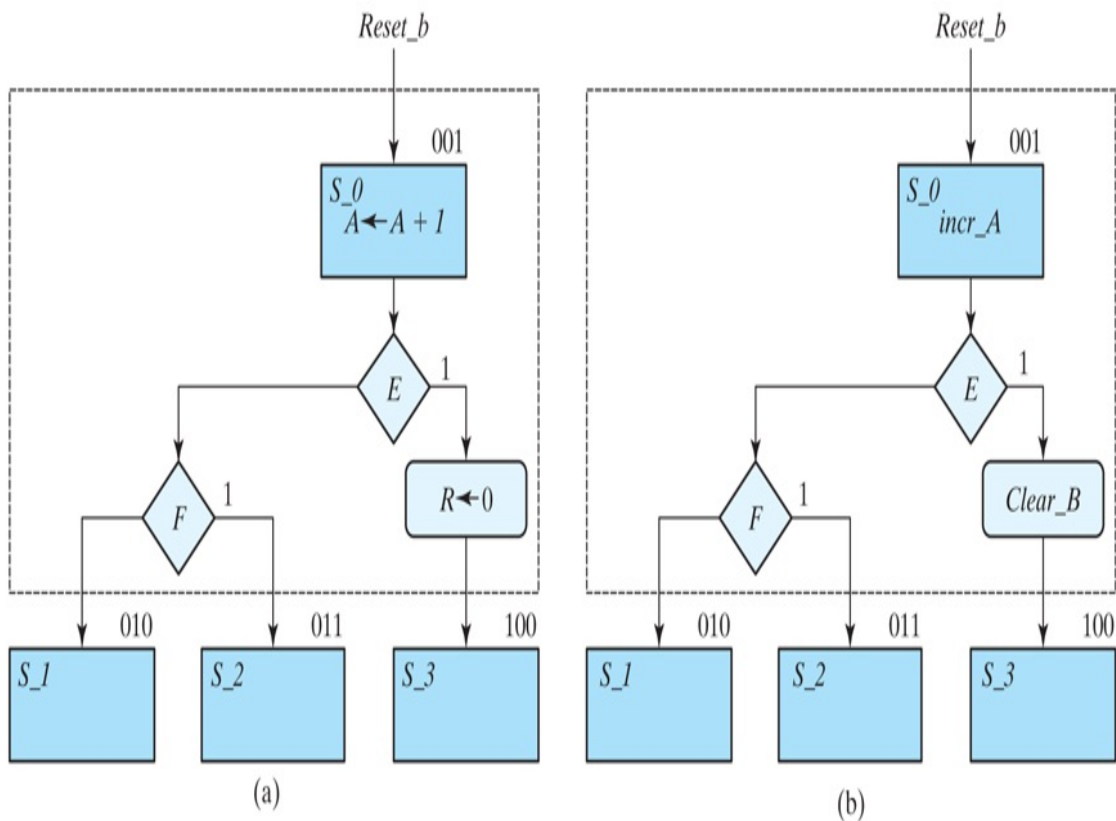 Reset_b
001
S_0
A ← A + 1
E
1
F
1
R ← 0
010
S_1
011
S_2
100
S_3
(a)
Reset_b
001
S_0
incr_A
E
1
F
1
Clear_B
010
S_1
011
S_2
100
S_3
(b)